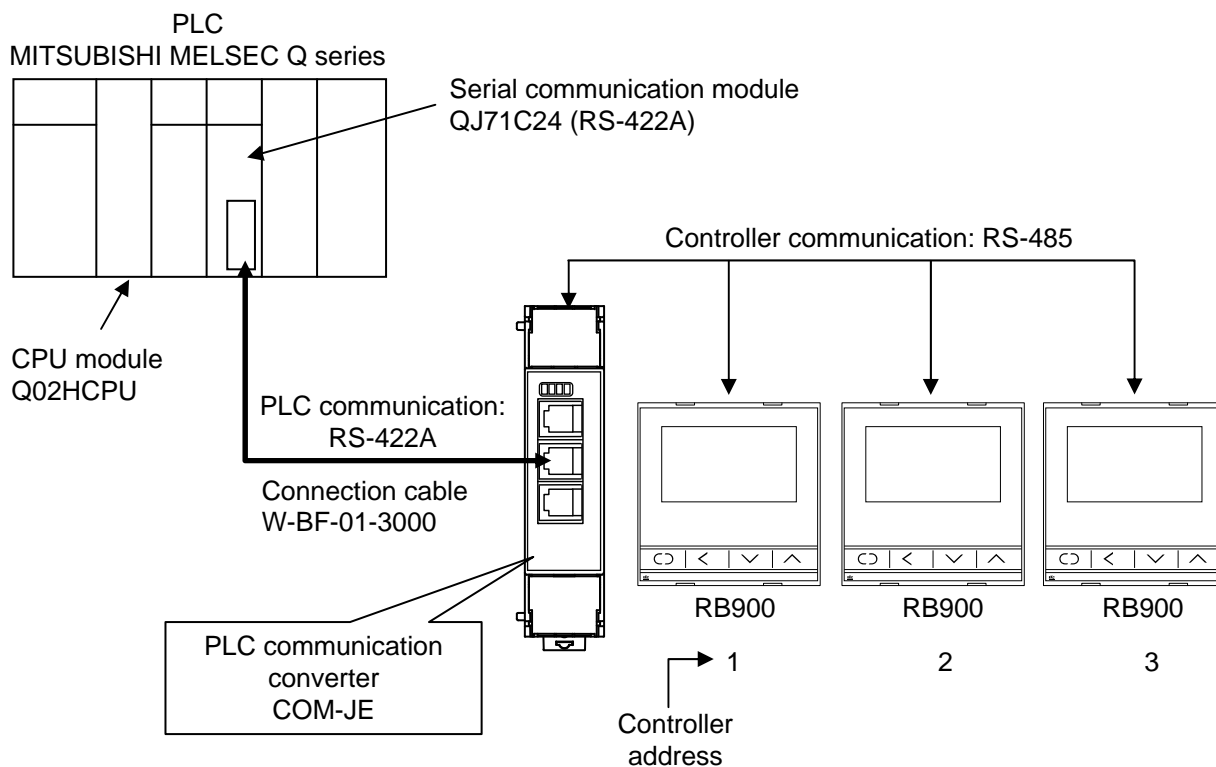 PLC
MITSUBISHI MELSEC Q series
Serial communication module
QJ71C24 (RS-422A)
Controller communication: RS-485
CPU module
Q02HCPU
PLC communication:
RS-422A
Connection cable
W-BF-01-3000
PLC communication
converter
COM-JE
RB900
RB900
RB900
1
2
3
Controller
address